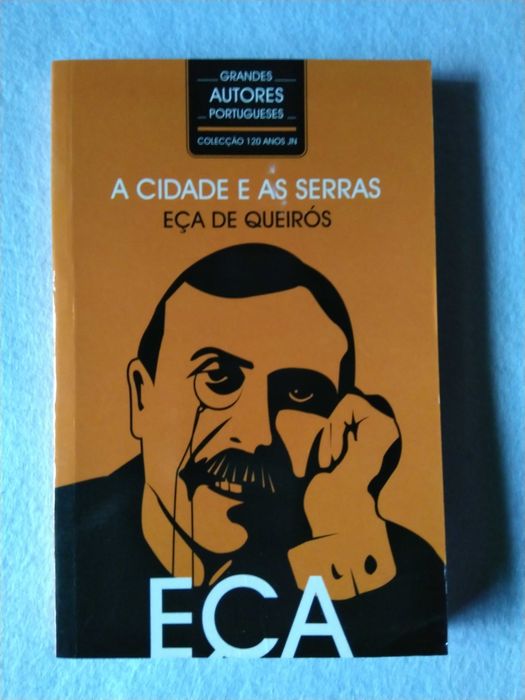 GRANDES
AUTORES
PORTUGUESES
COLECÇÃO 120 ANOS JN
A CIDADE E AS SERRAS
EÇA DE QUEIRÓS
EÇA